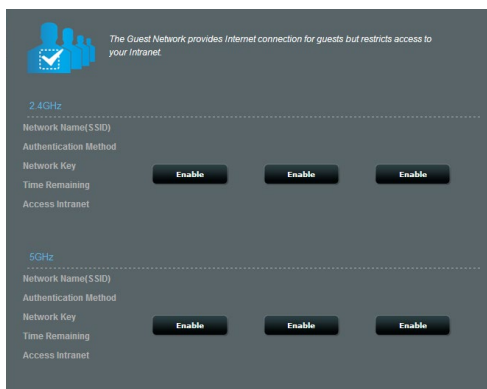 The Guest Network provides Internet connection for guests but restricts access to
your Intranet.
2.4GHz
Network Name(SSID)
Authentication Method
Network Key
Enable Enable Enable
Time Remaining
Access Intranet
5GHz
Network Name(SSID)
Authentication Method
Network Key
Enable Enable Enable
Time Remaining
Access Intranet